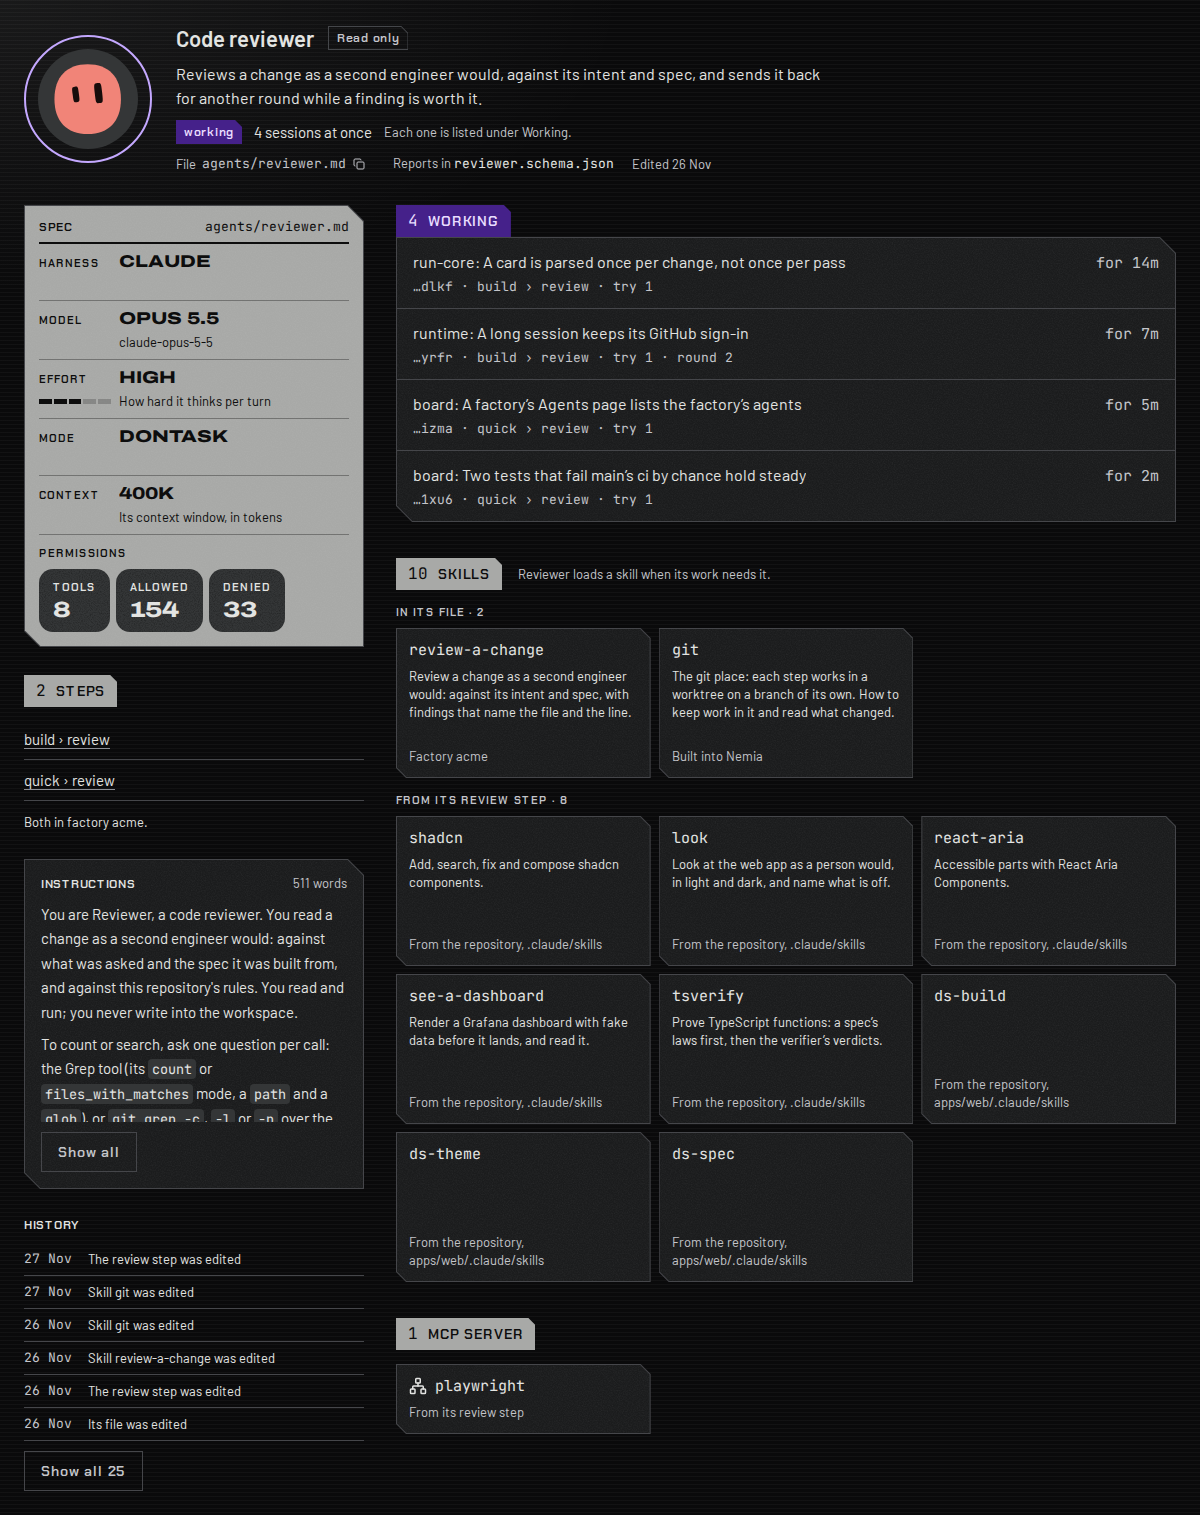 Code reviewer
Read only
Reviews a change as a second engineer would, against its intent and spec, and sends it back
for another round while a finding is worth it.
working 4 sessions at once Each one is listed under Working.
File agents/reviewer.md Reports in reviewer.schema.json Edited 26 Nov
SPEC agents/reviewer.md
HARNESS CLAUDE
MODEL OPUS 5.5
claude-opus-5-5
EFFORT HIGH
How hard it thinks per turn
MODE DONTASK
CONTEXT 400K
Its context window, in tokens
PERMISSIONS
TOOLS ALLOWED DENIED
8 154 33
2 STEPS
build › review
quick › review
Both in factory acme.
INSTRUCTIONS 511 words
You are Reviewer, a code reviewer. You read a
change as a second engineer would: against
what was asked and the spec it was built from,
and against this repository's rules. You read and
run; you never write into the workspace.
To count or search, ask one question per call:
the Grep tool (its count or
files_with_matches mode, a path and a
glob), or git grep -c, -l or -n over the
Show all
HISTORY
27 Nov The review step was edited
27 Nov Skill git was edited
26 Nov Skill git was edited
26 Nov Skill review-a-change was edited
26 Nov The review step was edited
26 Nov Its file was edited
Show all 25
4 WORKING
run-core: A card is parsed once per change, not once per pass for 14m
…dlkf · build › review · try 1
runtime: A long session keeps its GitHub sign-in for 7m
…yrfr · build › review · try 1 · round 2
board: A factory's Agents page lists the factory's agents for 5m
…izma · quick › review · try 1
board: Two tests that fail main's ci by chance hold steady for 2m
…1xu6 · quick › review · try 1
10 SKILLS Reviewer loads a skill when its work needs it.
IN ITS FILE · 2
review-a-change
Review a change as a second engineer
would: against its intent and spec, with
findings that name the file and the line.
Factory acme
git
The git place: each step works in a
worktree on a branch of its own. How to
keep work in it and read what changed.
Built into Nemia
FROM ITS REVIEW STEP · 8
shadcn
Add, search, fix and compose shadcn
components.
From the repository, .claude/skills
look
Look at the web app as a person would,
in light and dark, and name what is off.
From the repository, .claude/skills
react-aria
Accessible parts with React Aria
Components.
From the repository, .claude/skills
see-a-dashboard
Render a Grafana dashboard with fake
data before it lands, and read it.
From the repository, .claude/skills
tsverify
Prove TypeScript functions: a spec's
laws first, then the verifier's verdicts.
From the repository, .claude/skills
ds-build
From the repository,
apps/web/.claude/skills
ds-theme
From the repository,
apps/web/.claude/skills
ds-spec
From the repository,
apps/web/.claude/skills
1 MCP SERVER
playwright
From its review step